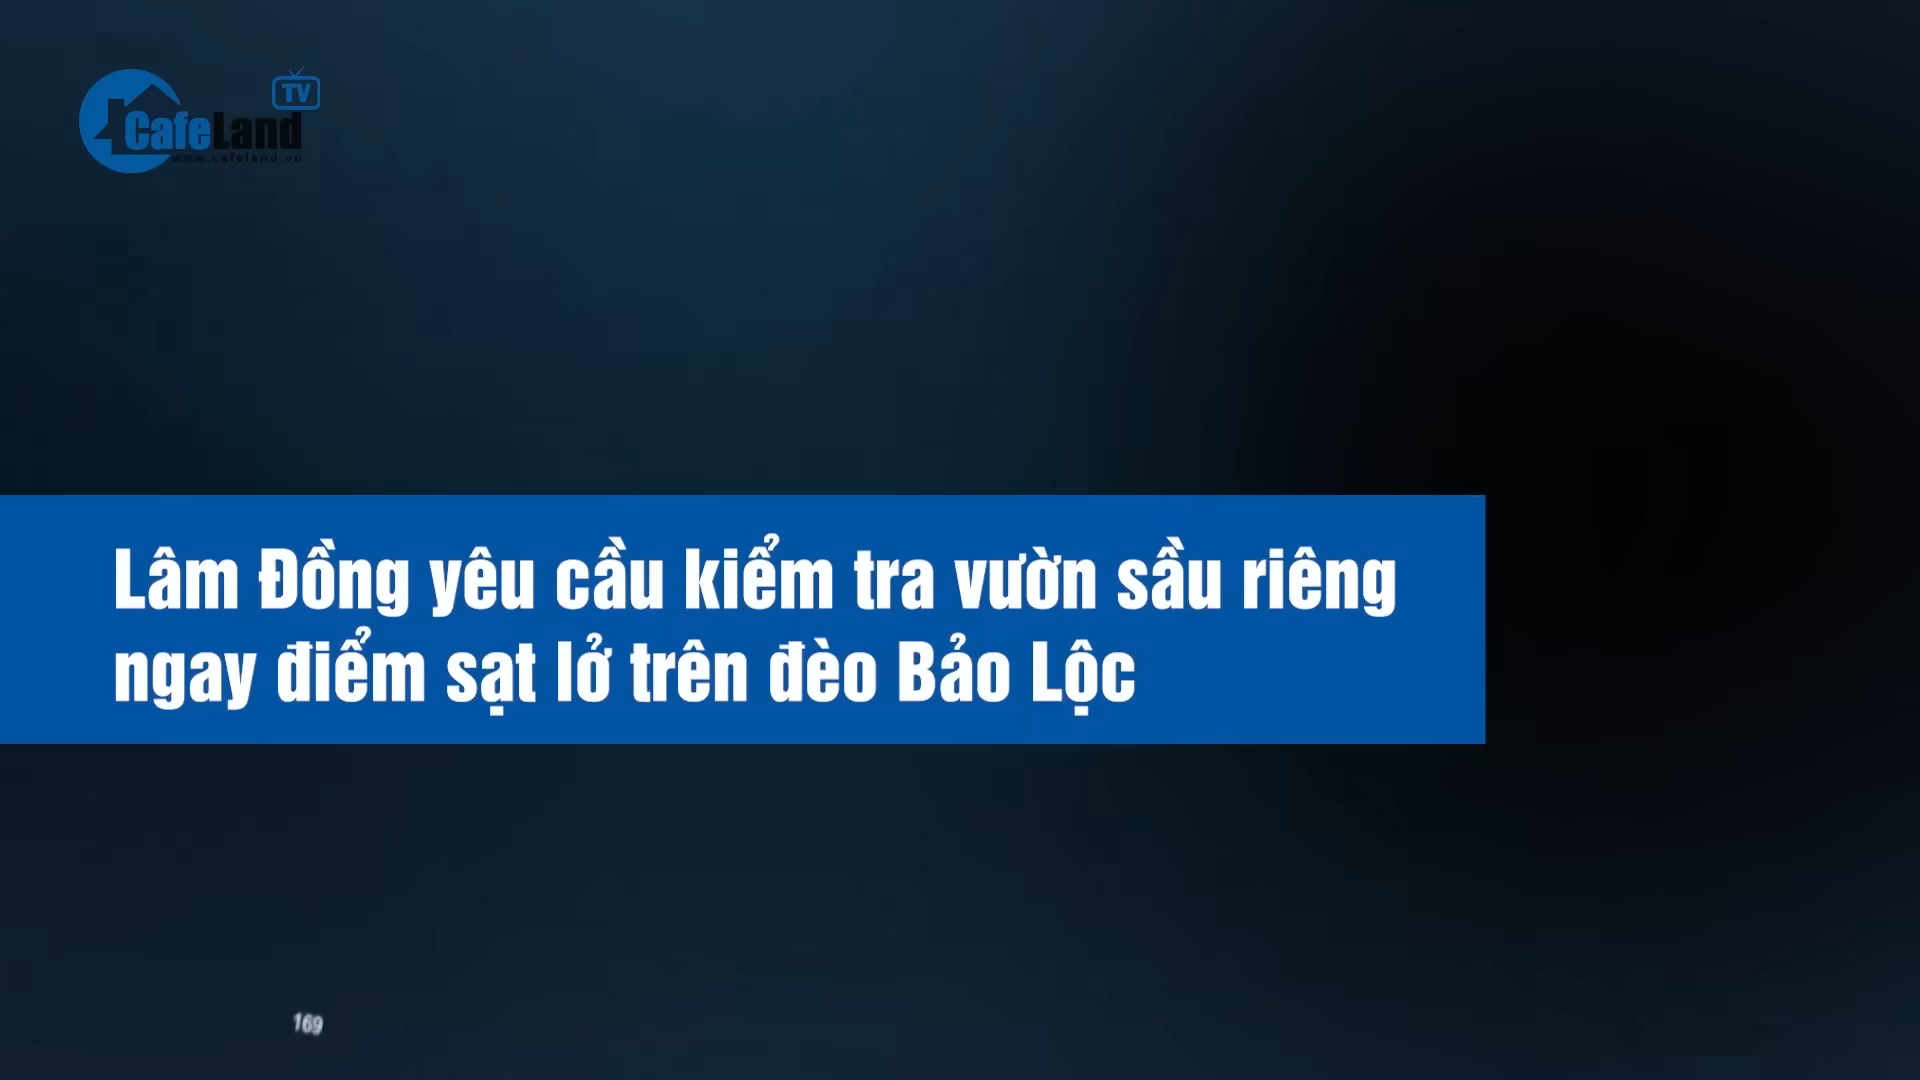 TV
CafeLand
www.cafeland.vn
Lâm Đồng yêu cầu kiểm tra vườn sầu riêng
ngay điểm sạt lở trên đèo Bảo Lộc
169